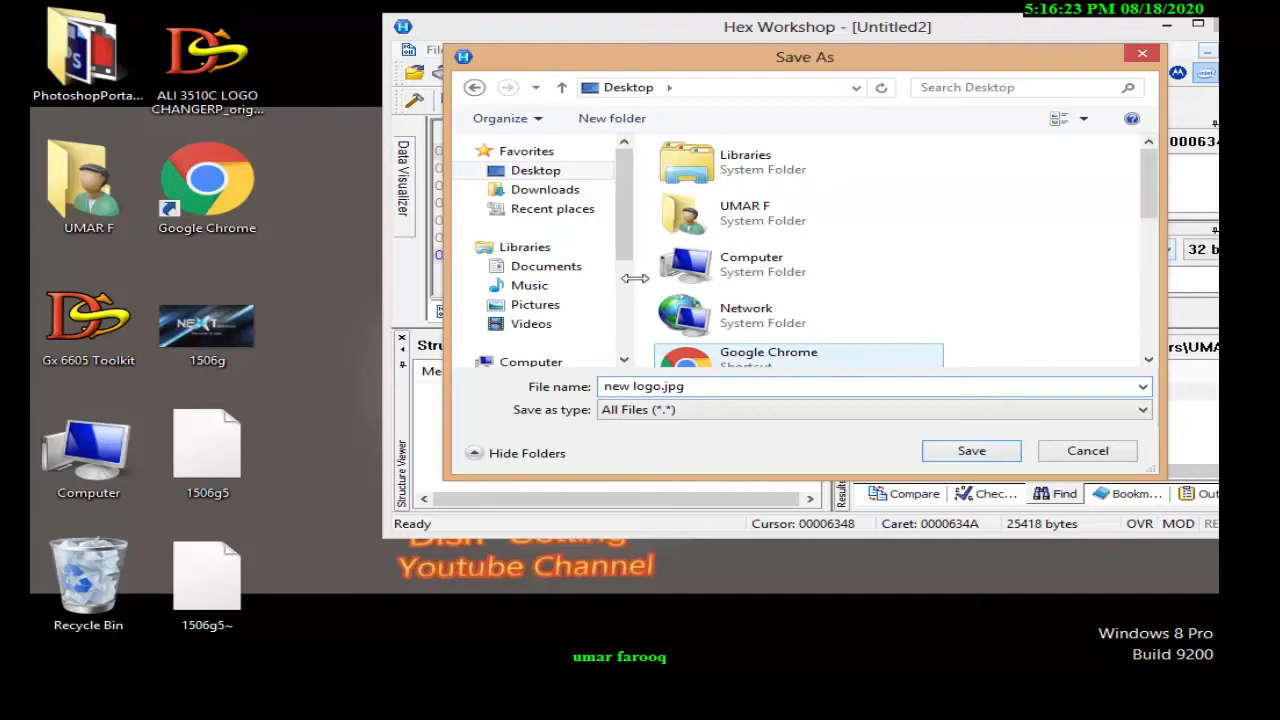 5:16:23 PM 08/18/2020
PhotoshopPorta...
ALI 3510C LOGO
CHANGERP_orig...
UMAR F
Google Chrome
Gx 6605 Toolkit
1506g
Computer
1506g5
Recycle Bin
1506g5~
Hex Workshop - [Untitled2]
Save As
Desktop
Search Desktop
Organize
New folder
Favorites
Desktop
Downloads
Recent places
Libraries
Documents
Music
Pictures
Videos
Computer
Libraries
System Folder
UMAR F
System Folder
Computer
System Folder
Network
System Folder
Google Chrome
Shortcut
File name: new logo.jpg
Save as type: All Files (*.*)
Hide Folders
Save
Cancel
Data Visualizer
Structure Viewer
Results
32 b
Compare
Chec...
Find
Bookm...
Ready
Cursor: 00006348
Caret: 0000634A
25418 bytes
OVR
MOD
Youtube Channel
umar farooq
Windows 8 Pro
Build 9200